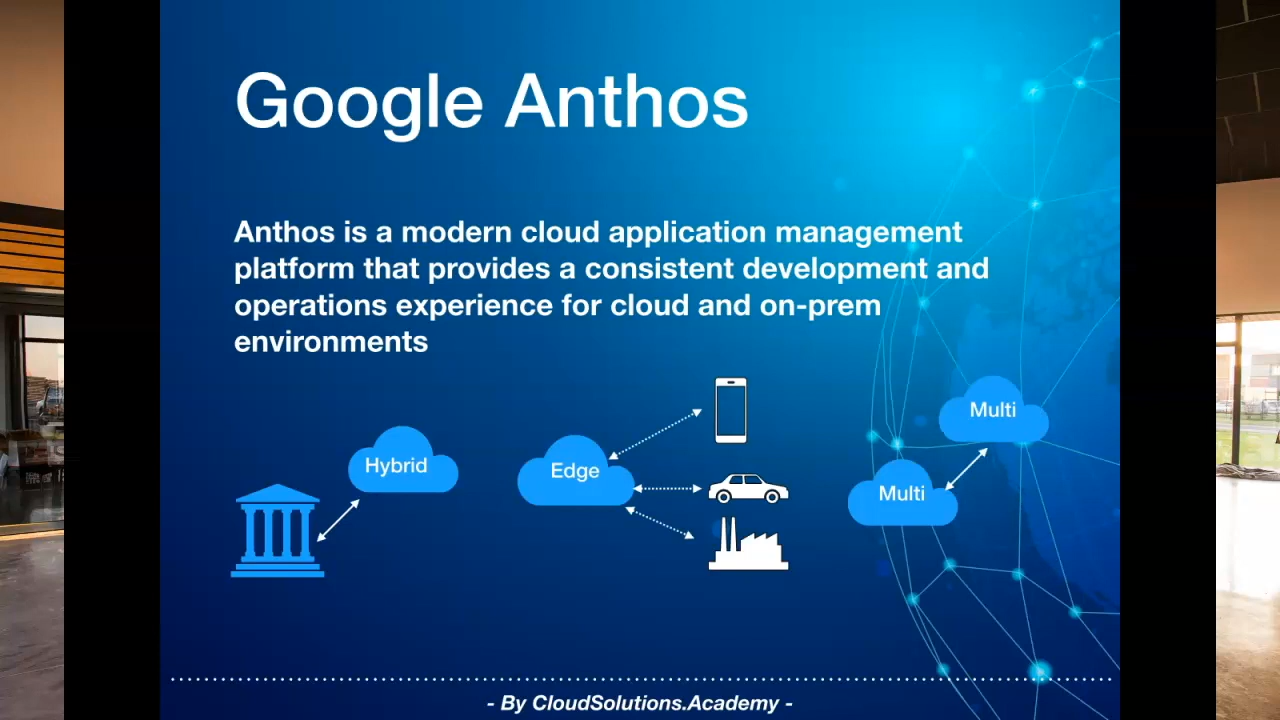 Google Anthos
Anthos is a modern cloud application management
platform that provides a consistent development and
operations experience for cloud and on-prem
environments
Hybrid
Edge
Multi
Multi
- By CloudSolutions.Academy -